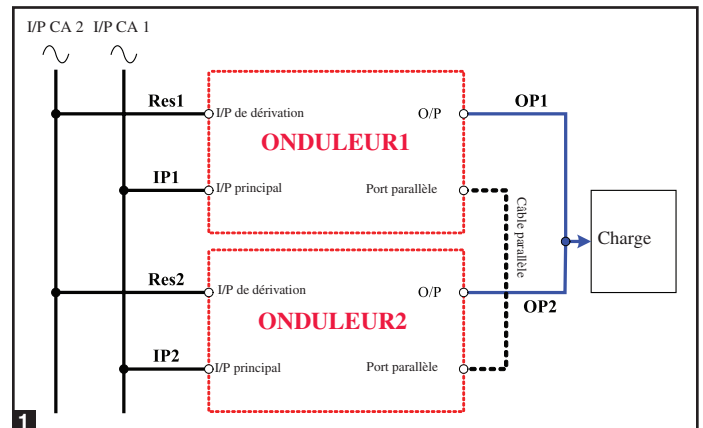 I/P CA 2 I/P CA 1
Res1
I/P de dérivation
O/P
OP1
ONDULEUR1
IP1
I/P principal
Port parallèle
Câble parallèle
Charge
Res2
I/P de dérivation
O/P
OP2
ONDULEUR2
IP2
I/P principal
Port parallèle
1